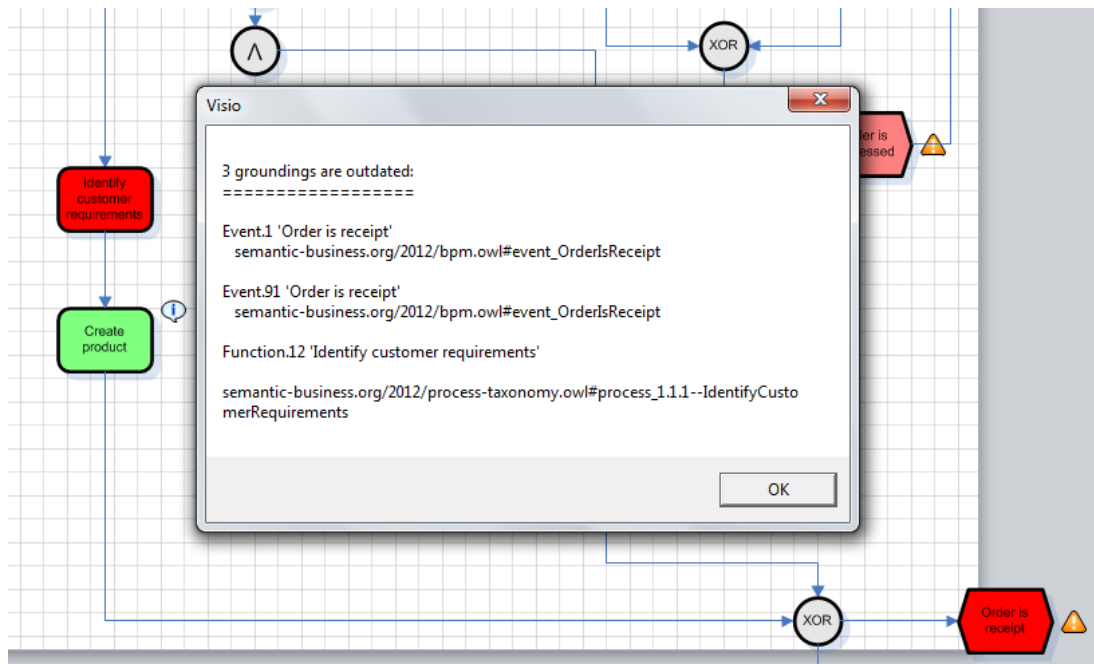 Λ
XOR
Visio
X
er is
essed
3 groundings are outdated:
==================
Event.1 'Order is receipt'
semantic-business.org/2012/bpm.owl#event_OrderIsReceipt
Event.91 'Order is receipt'
semantic-business.org/2012/bpm.owl#event_OrderIsReceipt
Function.12 'Identify customer requirements'
semantic-business.org/2012/process-taxonomy.owl#process_1.1.1--IdentifyCusto
merRequirements
OK
Identify
customer
requirements
Create
product
i
XOR
Order is
receipt